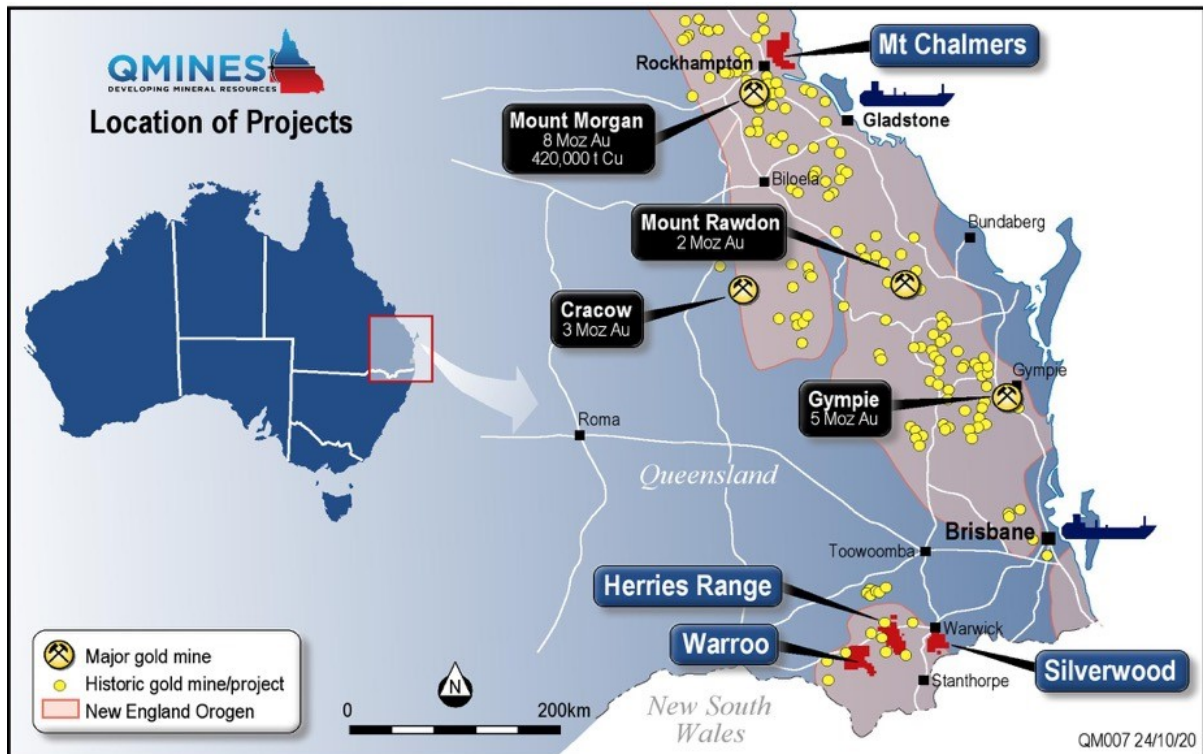 QMINES
DEVELOPING MINERAL RESOURCES
Location of Projects
Mt Chalmers
Rockhampton
Mount Morgan
8 Moz Au
420,000 t Cu
Gladstone
Biloela
Mount Rawdon
2 Moz Au
Bundaberg
Cracow
3 Moz Au
Gympie
Gympie
5 Moz Au
Roma
Queensland
Brisbane
Toowoomba
Herries Range
Warroo
Warwick
Silverwood
Stanthorpe
New South
Wales
Major gold mine
Historic gold mine/project
New England Orogen
N
0
200km
QM007 24/10/20